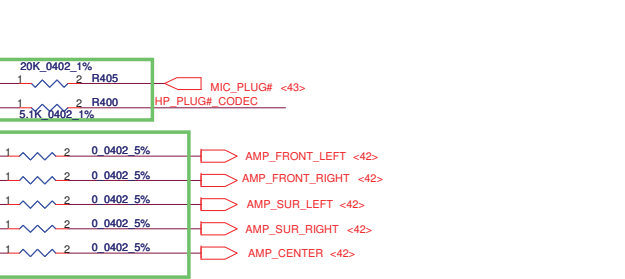 20K_0402_1%
1 2 R405 MIC_PLUG# <43>
1 2 R400 HP_PLUG#_CODEC
5.1K_0402_1%
1 2 0_0402_5% AMP_FRONT_LEFT <42>
1 2 0_0402_5% AMP_FRONT_RIGHT <42>
1 2 0_0402_5% AMP_SUR_LEFT <42>
1 2 0_0402_5% AMP_SUR_RIGHT <42>
1 2 0_0402_5% AMP_CENTER <42>